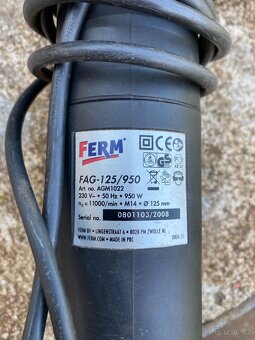 FERM
FAG-125/950
Art. no. AGM1022
230 V~ • 50 Hz • 950 W
n₀ = 11000/min • M14 • Ø 125 mm
Serial no. 0801103/2008
FERM BV • LINGENSTRAAT 6 • 8028 PM ZWOLLE NL
WWW.FERM.COM • MADE IN PRC